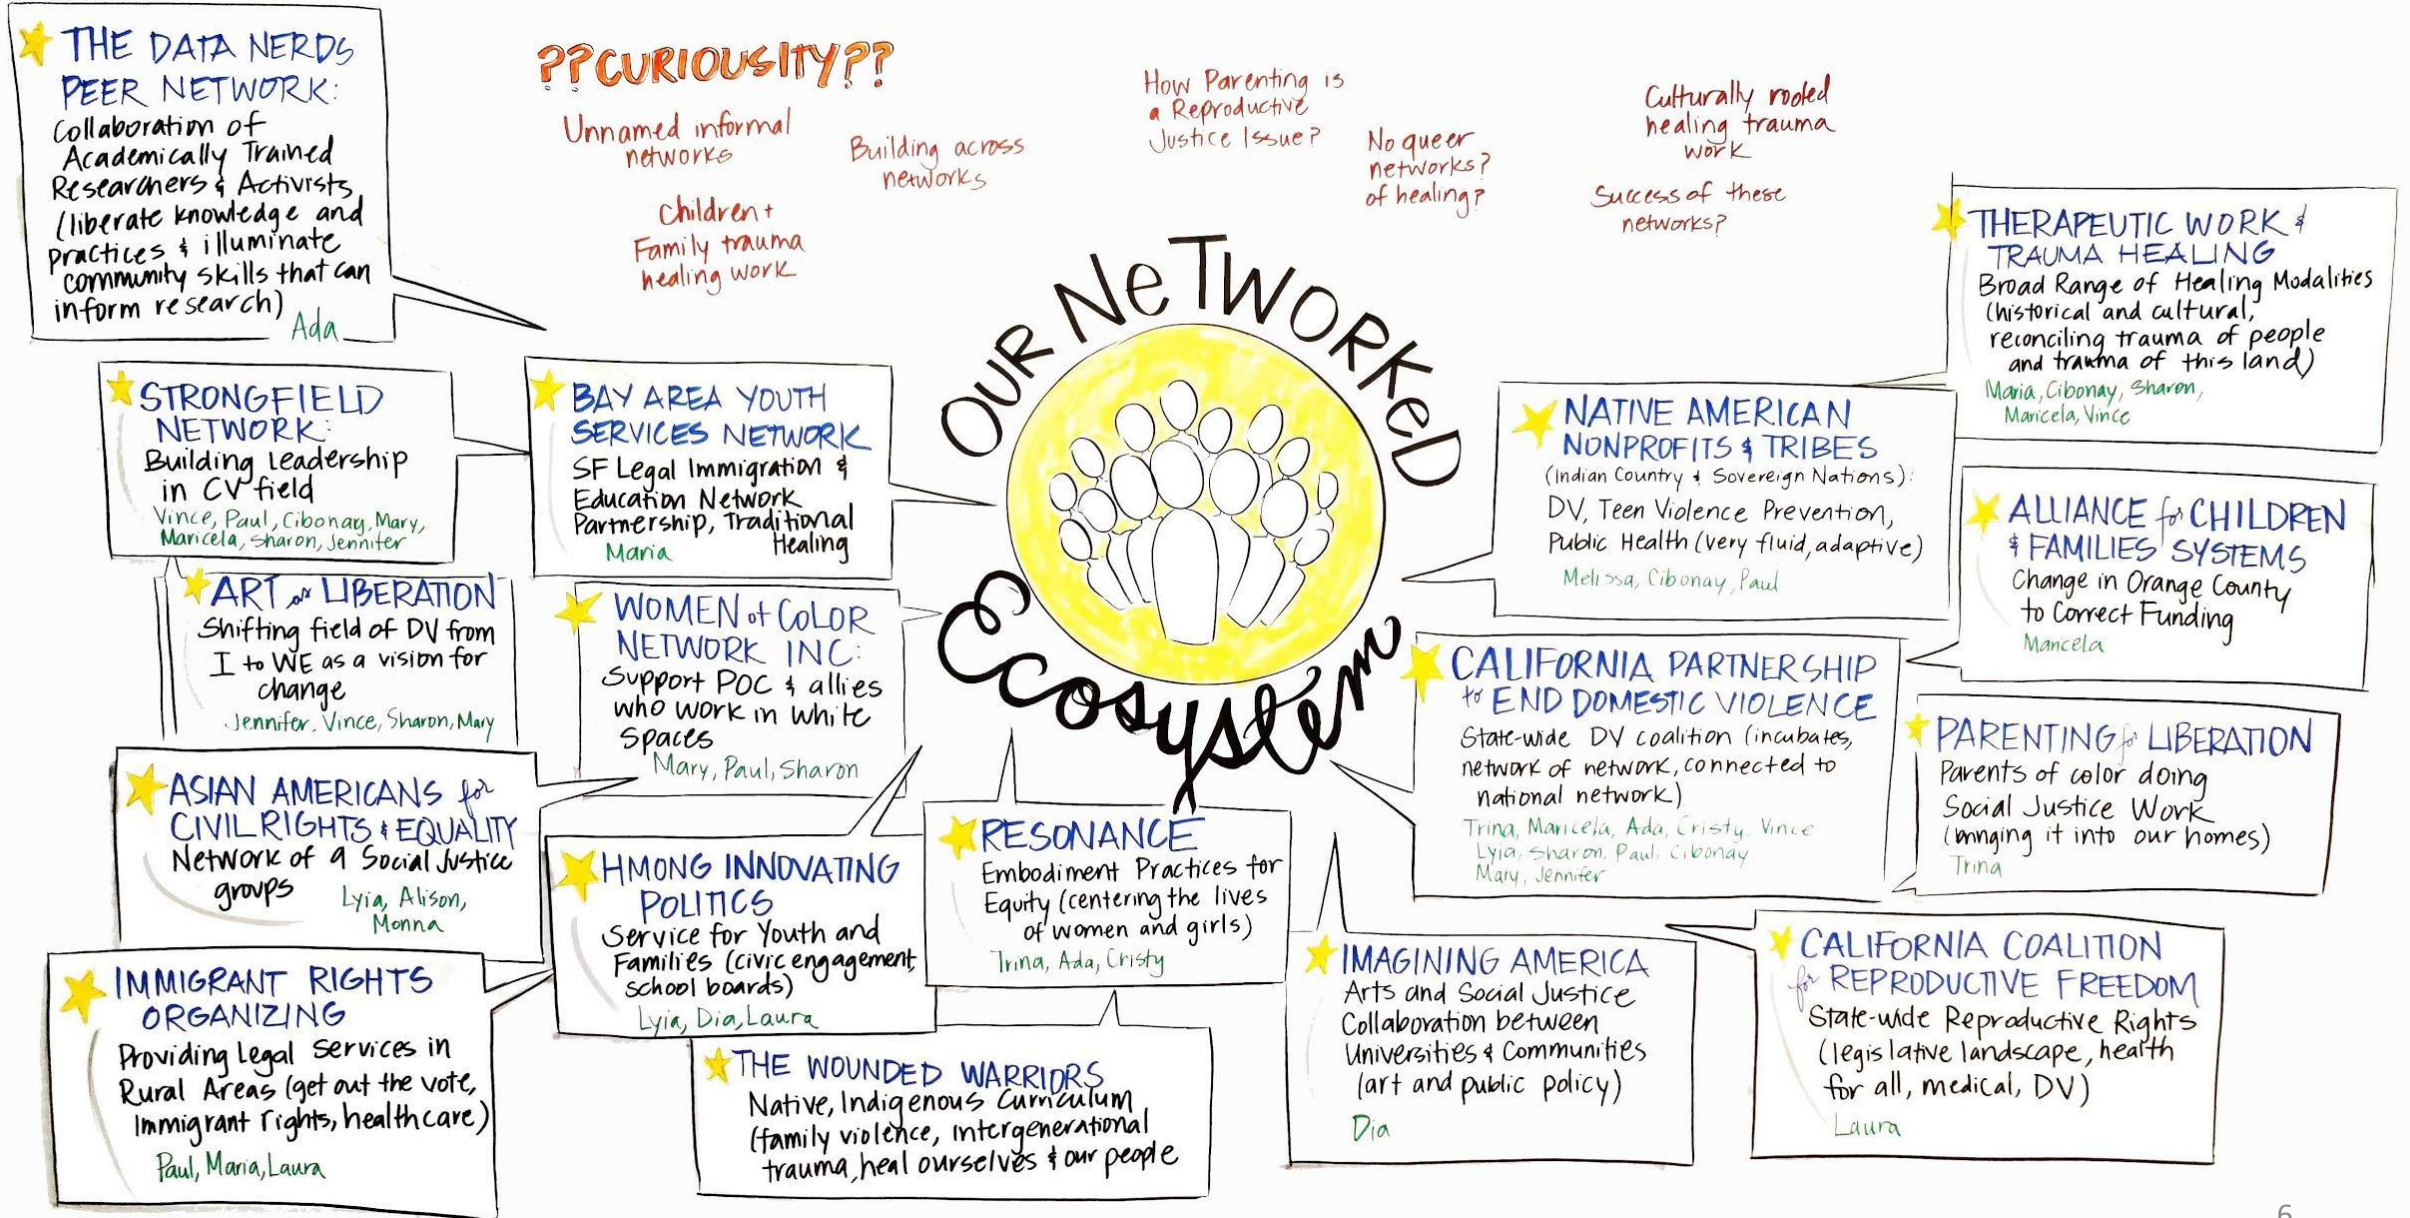 THE DATA NERDS
PEER NETWORK:
Collaboration of
Academically Trained
Researchers & Activists
(liberate knowledge and
practices & illuminate
community skills that can
inform research)
Ada
??CURIOUSITY??
Unnamed informal
networks
Building across
networks
Children +
Family trauma
healing work
How Parenting is
a Reproductive
Justice Issue?
No queer
networks?
of healing?
Culturally rooted
healing trauma
work
Success of these
networks?
OUR NETWORKED
Ecosystem
STRONGFIELD
NETWORK:
Building leadership
in CV field
Vince, Paul, Cibonay, Mary,
Maricela, Sharon, Jennifer
BAY AREA YOUTH
SERVICES NETWORK
SF Legal Immigration &
Education Network
Partnership, Traditional
Healing
Maria
ART as LIBERATION
Shifting field of DV from
I to WE as a vision for
change
Jennifer, Vince, Sharon, Mary
WOMEN of COLOR
NETWORK INC:
Support POC & allies
who work in white
spaces
Mary, Paul, Sharon
ASIAN AMERICANS for
CIVIL RIGHTS & EQUALITY
Network of 9 Social Justice
groups
Lyia, Alison,
Monna
HMONG INNOVATING
POLITICS
Service for Youth and
Families (civic engagement,
school boards)
Lyia, Dia, Laura
IMMIGRANT RIGHTS
ORGANIZING
Providing Legal Services in
Rural Areas (get out the vote,
Immigrant rights, healthcare)
Paul, Maria, Laura
RESONANCE
Embodiment Practices for
Equity (centering the lives
of women and girls)
Trina, Ada, Cristy
THE WOUNDED WARRIORS
Native, Indigenous Curriculum
(family violence, intergenerational
trauma, heal ourselves & our people
THERAPEUTIC WORK &
TRAUMA HEALING
Broad Range of Healing Modalities
(historical and cultural,
reconciling trauma of people
and trauma of this land)
Maria, Cibonay, Sharon,
Maricela, Vince
NATIVE AMERICAN
NONPROFITS & TRIBES
(Indian Country & Sovereign Nations):
DV, Teen Violence Prevention,
Public Health (very fluid, adaptive)
Melissa, Cibonay, Paul
ALLIANCE for CHILDREN
& FAMILIES SYSTEMS
Change in Orange County
to Correct Funding
Maricela
CALIFORNIA PARTNERSHIP
to END DOMESTIC VIOLENCE
State-wide DV coalition (incubates,
network of network, connected to
national network)
Trina, Maricela, Ada, Cristy, Vince
Lyia, Sharon, Paul, Cibonay
Mary, Jennifer
PARENTING for LIBERATION
Parents of color doing
Social Justice Work
(bringing it into our homes)
Trina
IMAGINING AMERICA
Arts and Social Justice
Collaboration between
Universities & Communities
(art and public policy)
Dia
CALIFORNIA COALITION
for REPRODUCTIVE FREEDOM
State-wide Reproductive Rights
(legislative landscape, health
for all, medical, DV)
Laura
6